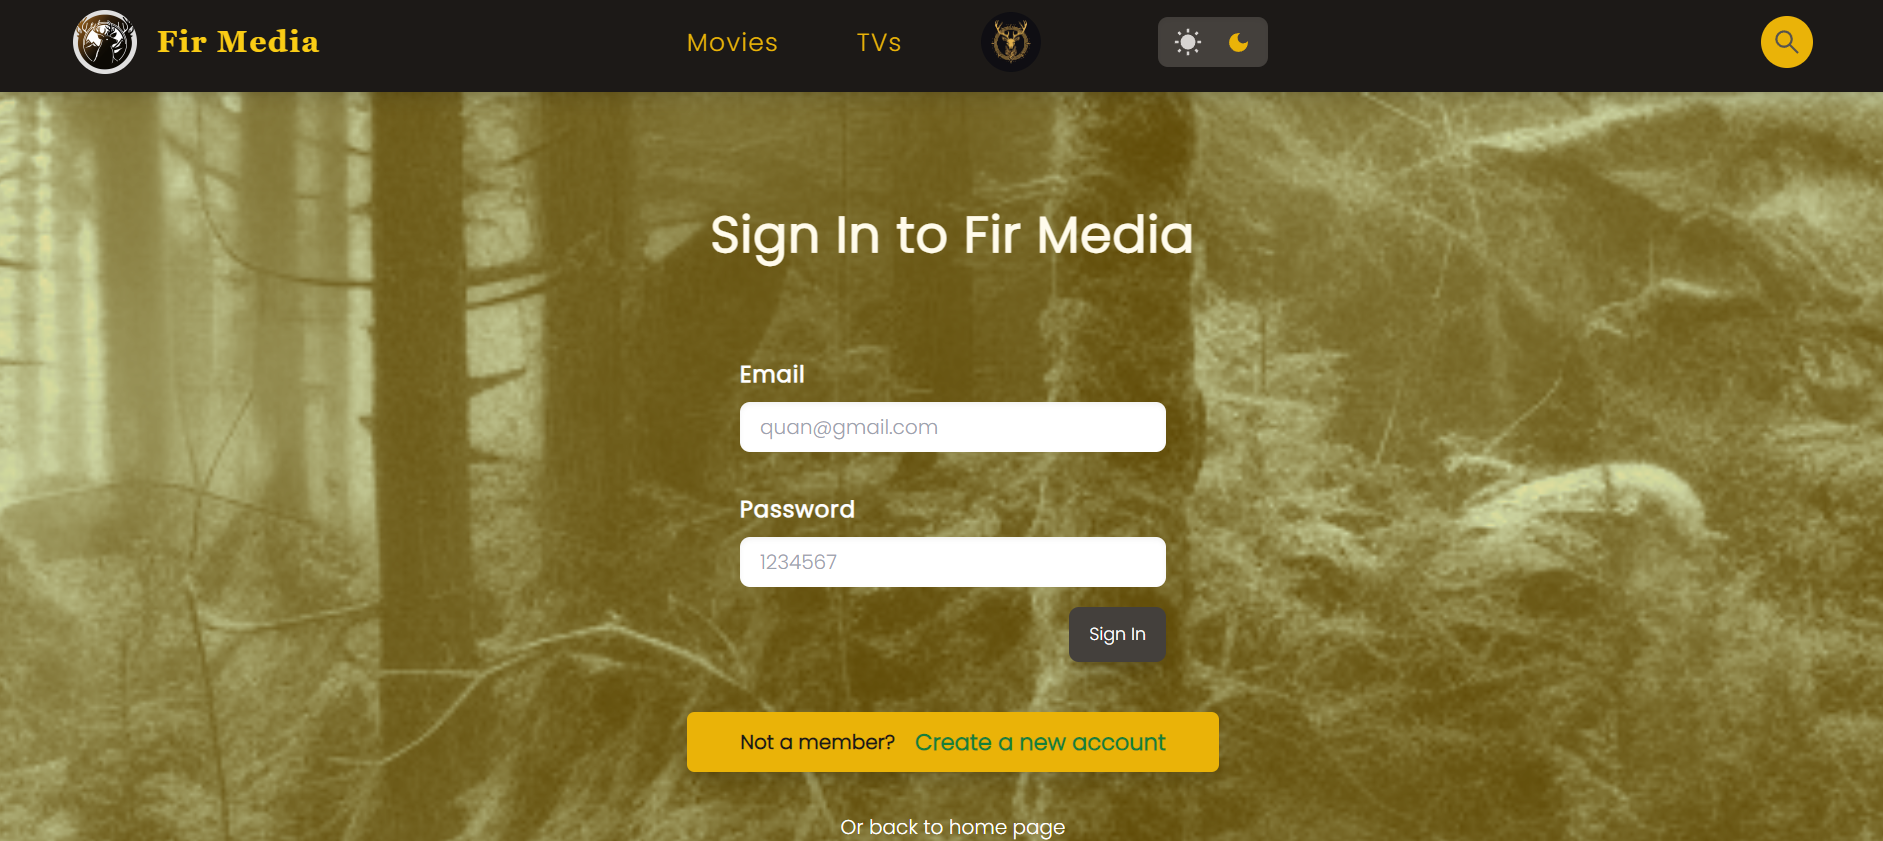 Fir Media
Movies
TVs
Sign In to Fir Media
Email
quan@gmail.com
Password
1234567
Sign In
Not a member? Create a new account
Or back to home page